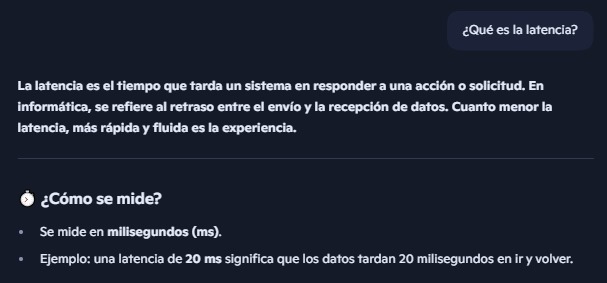 ¿Qué es la latencia?
La latencia es el tiempo que tarda un sistema en responder a una acción o solicitud. En
informática, se refiere al retraso entre el envío y la recepción de datos. Cuanto menor la
latencia, más rápida y fluida es la experiencia.
⏱️ ¿Cómo se mide?
• Se mide en milisegundos (ms).
• Ejemplo: una latencia de 20 ms significa que los datos tardan 20 milisegundos en ir y volver.